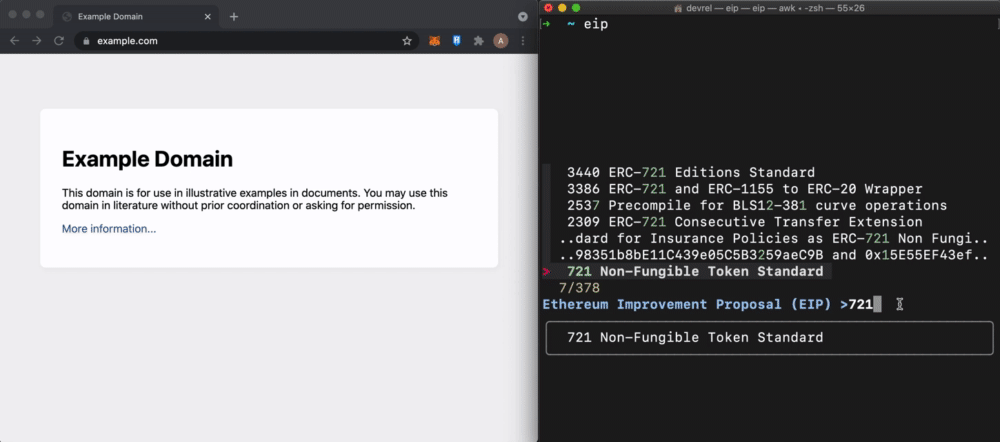 Example Domain
example.com
A
Example Domain
This domain is for use in illustrative examples in documents. You may use this
domain in literature without prior coordination or asking for permission.
More information...
devrel — eip — eip — awk • -zsh — 55×26
~ eip
3440 ERC-721 Editions Standard
3386 ERC-721 and ERC-1155 to ERC-20 Wrapper
2537 Precompile for BLS12-381 curve operations
2309 ERC-721 Consecutive Transfer Extension
..dard for Insurance Policies as ERC-721 Non Fungi..
..98351b8bE11C439e05C5B3259aeC9B and 0x15E55EF43ef..
> 721 Non-Fungible Token Standard
7/378
Ethereum Improvement Proposal (EIP) >721
721 Non-Fungible Token Standard